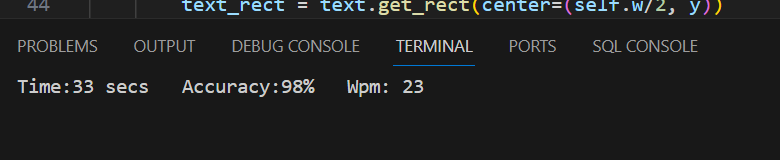 44 text_rect = text.get_rect(center=(self.w/2, y))
PROBLEMS OUTPUT DEBUG CONSOLE TERMINAL PORTS SQL CONSOLE
Time:33 secs   Accuracy:98%   Wpm: 23